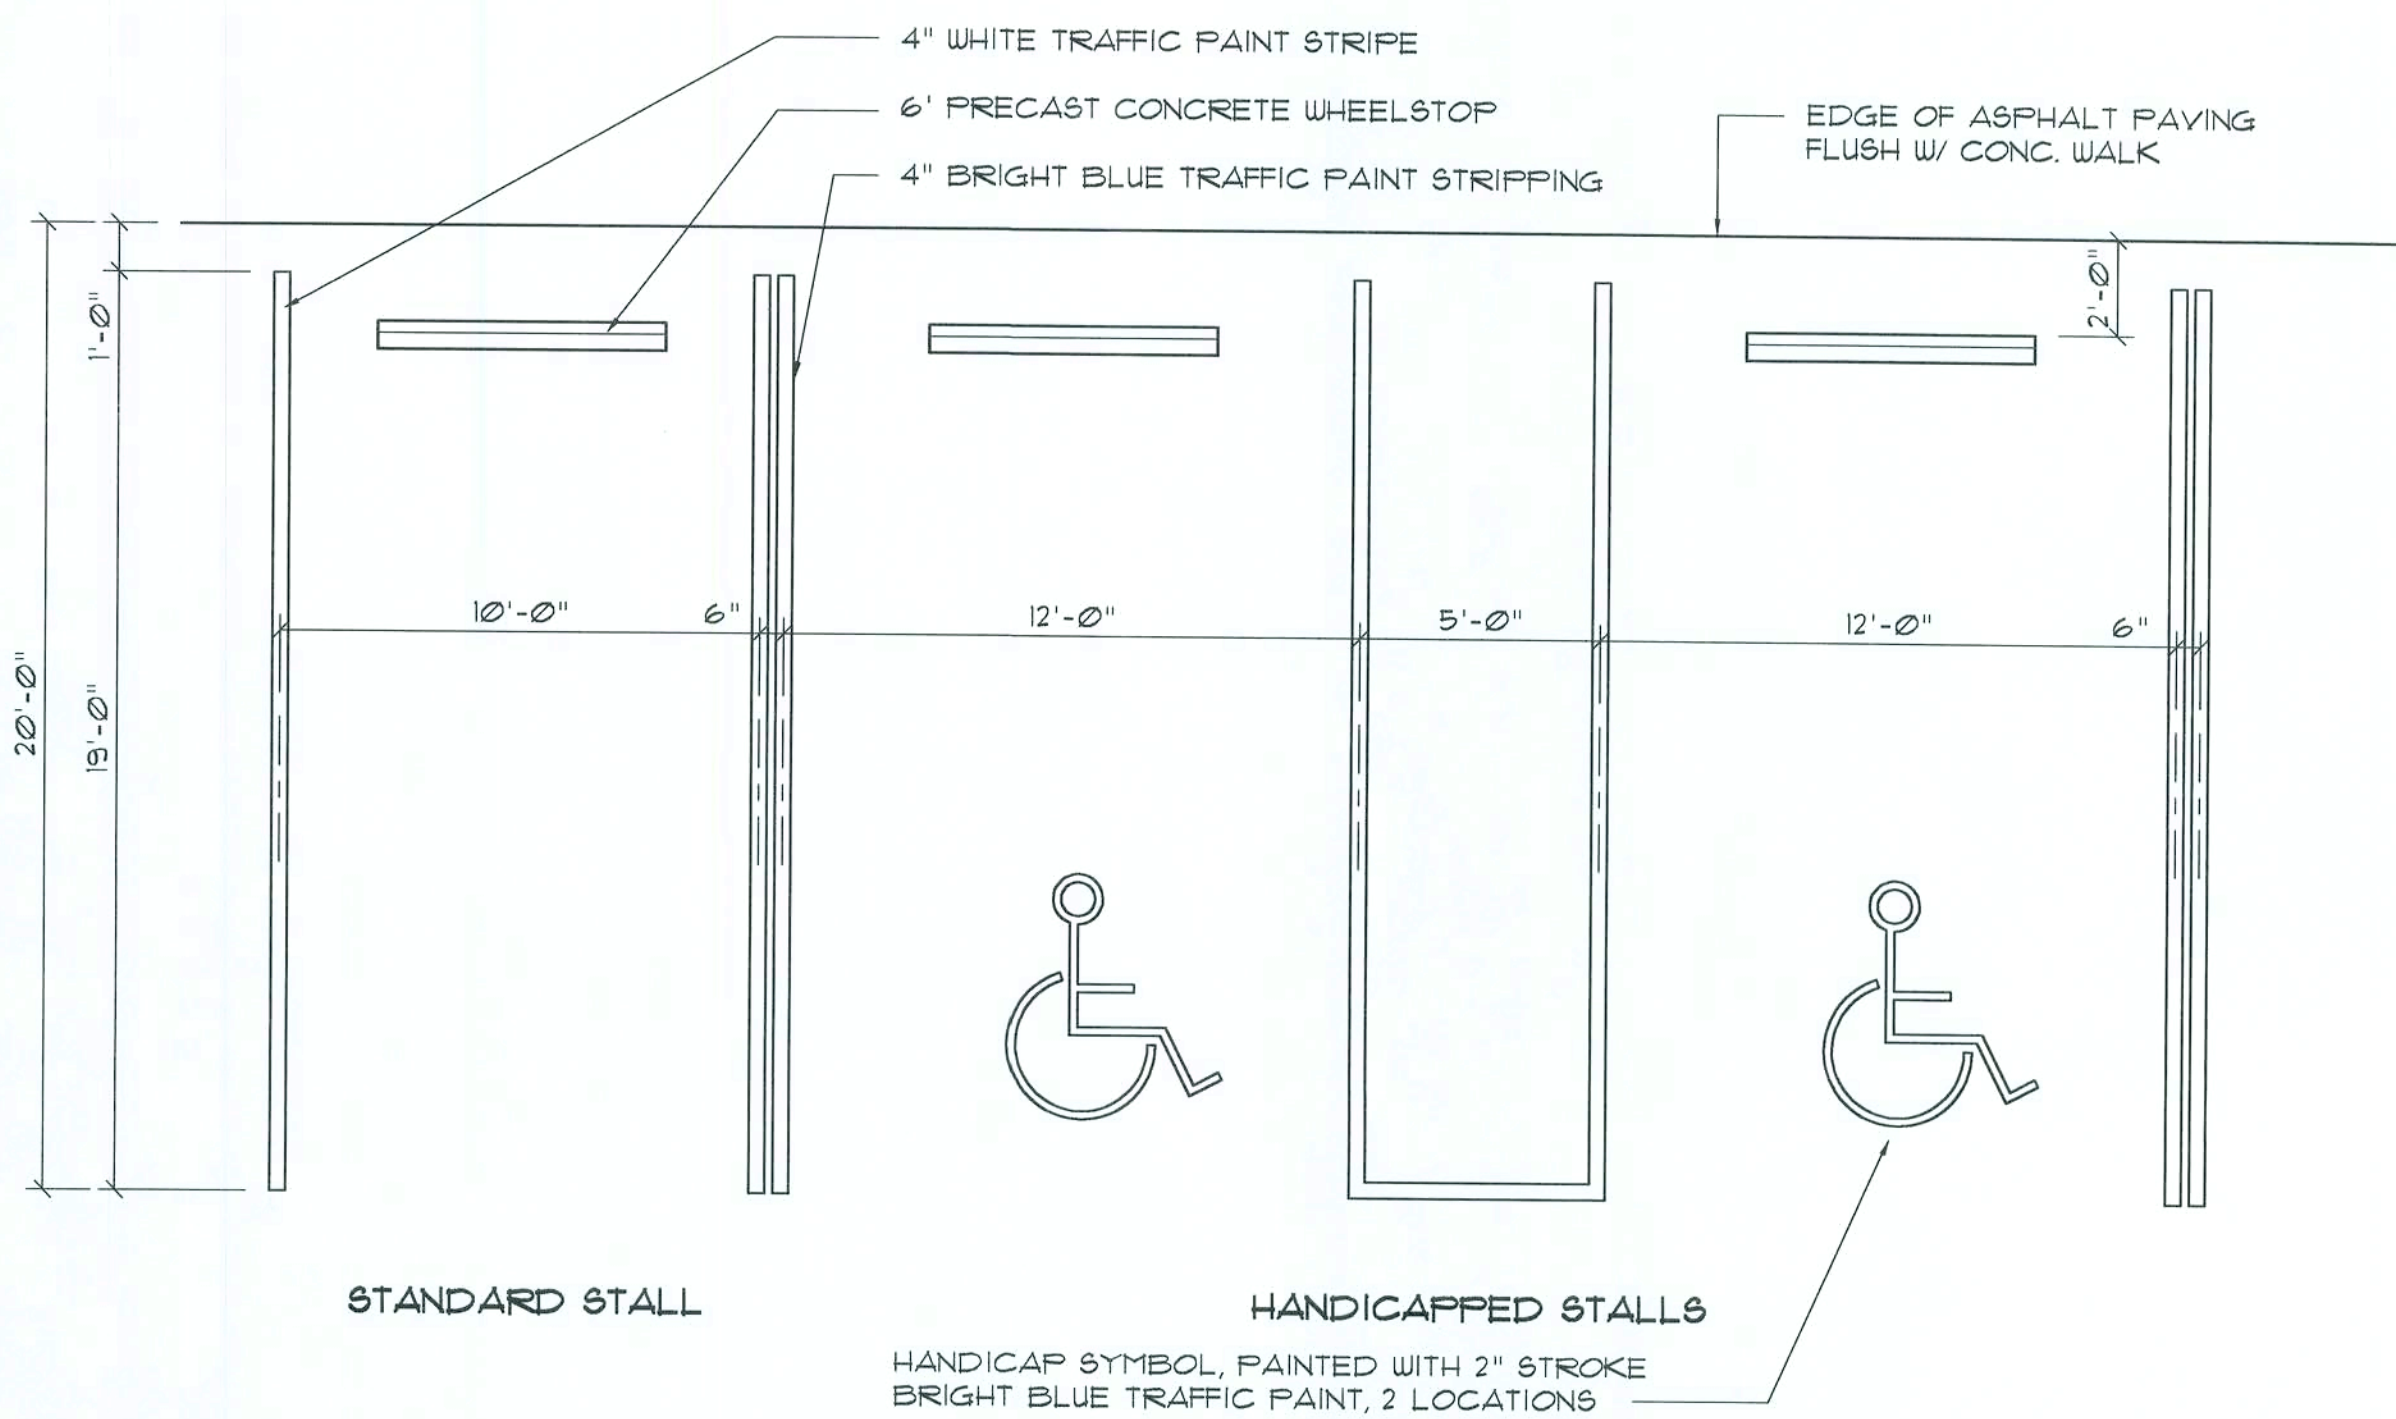 4" WHITE TRAFFIC PAINT STRIPE
6' PRECAST CONCRETE WHEELSTOP
4" BRIGHT BLUE TRAFFIC PAINT STRIPPING
EDGE OF ASPHALT PAVING
FLUSH W/ CONC. WALK
1'-0"
2'-0"
20'-0"
19'-0"
10'-0"
6"
12'-0"
5'-0"
12'-0"
6"
STANDARD STALL
HANDICAPPED STALLS
HANDICAP SYMBOL, PAINTED WITH 2" STROKE
BRIGHT BLUE TRAFFIC PAINT, 2 LOCATIONS